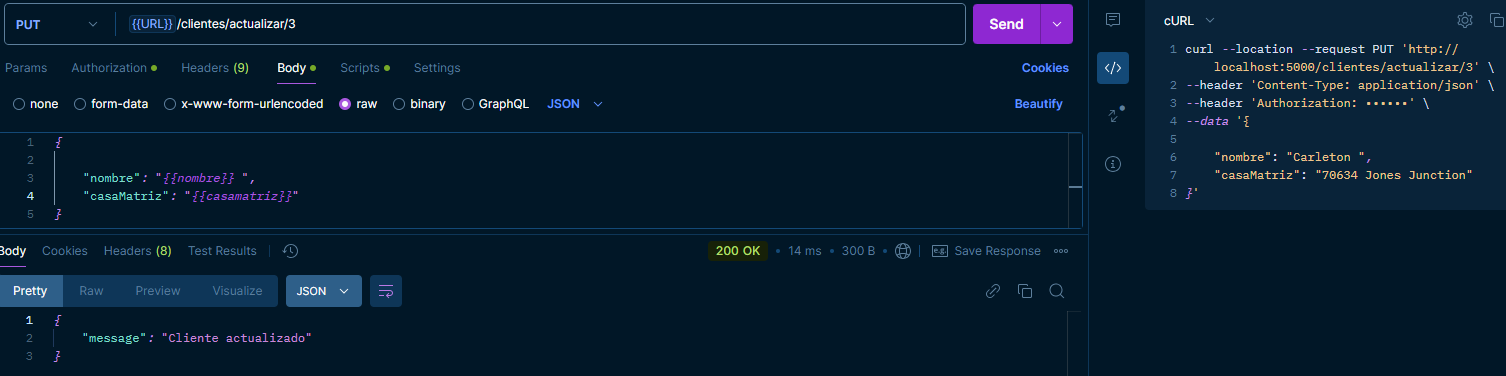 PUT {{URL}}/clientes/actualizar/3 Send
Params Authorization Headers (9) Body Scripts Settings Cookies
none form-data x-www-form-urlencoded raw binary GraphQL JSON Beautify
1 {
2
3 "nombre": "{{nombre}} ",
4 "casaMatriz": "{{casamatriz}}"
5 }
Body Cookies Headers (8) Test Results 200 OK • 14 ms • 300 B e.g. Save Response
Pretty Raw Preview Visualize JSON
1 {
2 "message": "Cliente actualizado"
3 }
cURL
1 curl --location --request PUT 'http://
localhost:5000/clientes/actualizar/3' \
2 --header 'Content-Type: application/json' \
3 --header 'Authorization: ••••••' \
4 --data '{
5
6 "nombre": "Carleton ",
7 "casaMatriz": "70634 Jones Junction"
8 }'